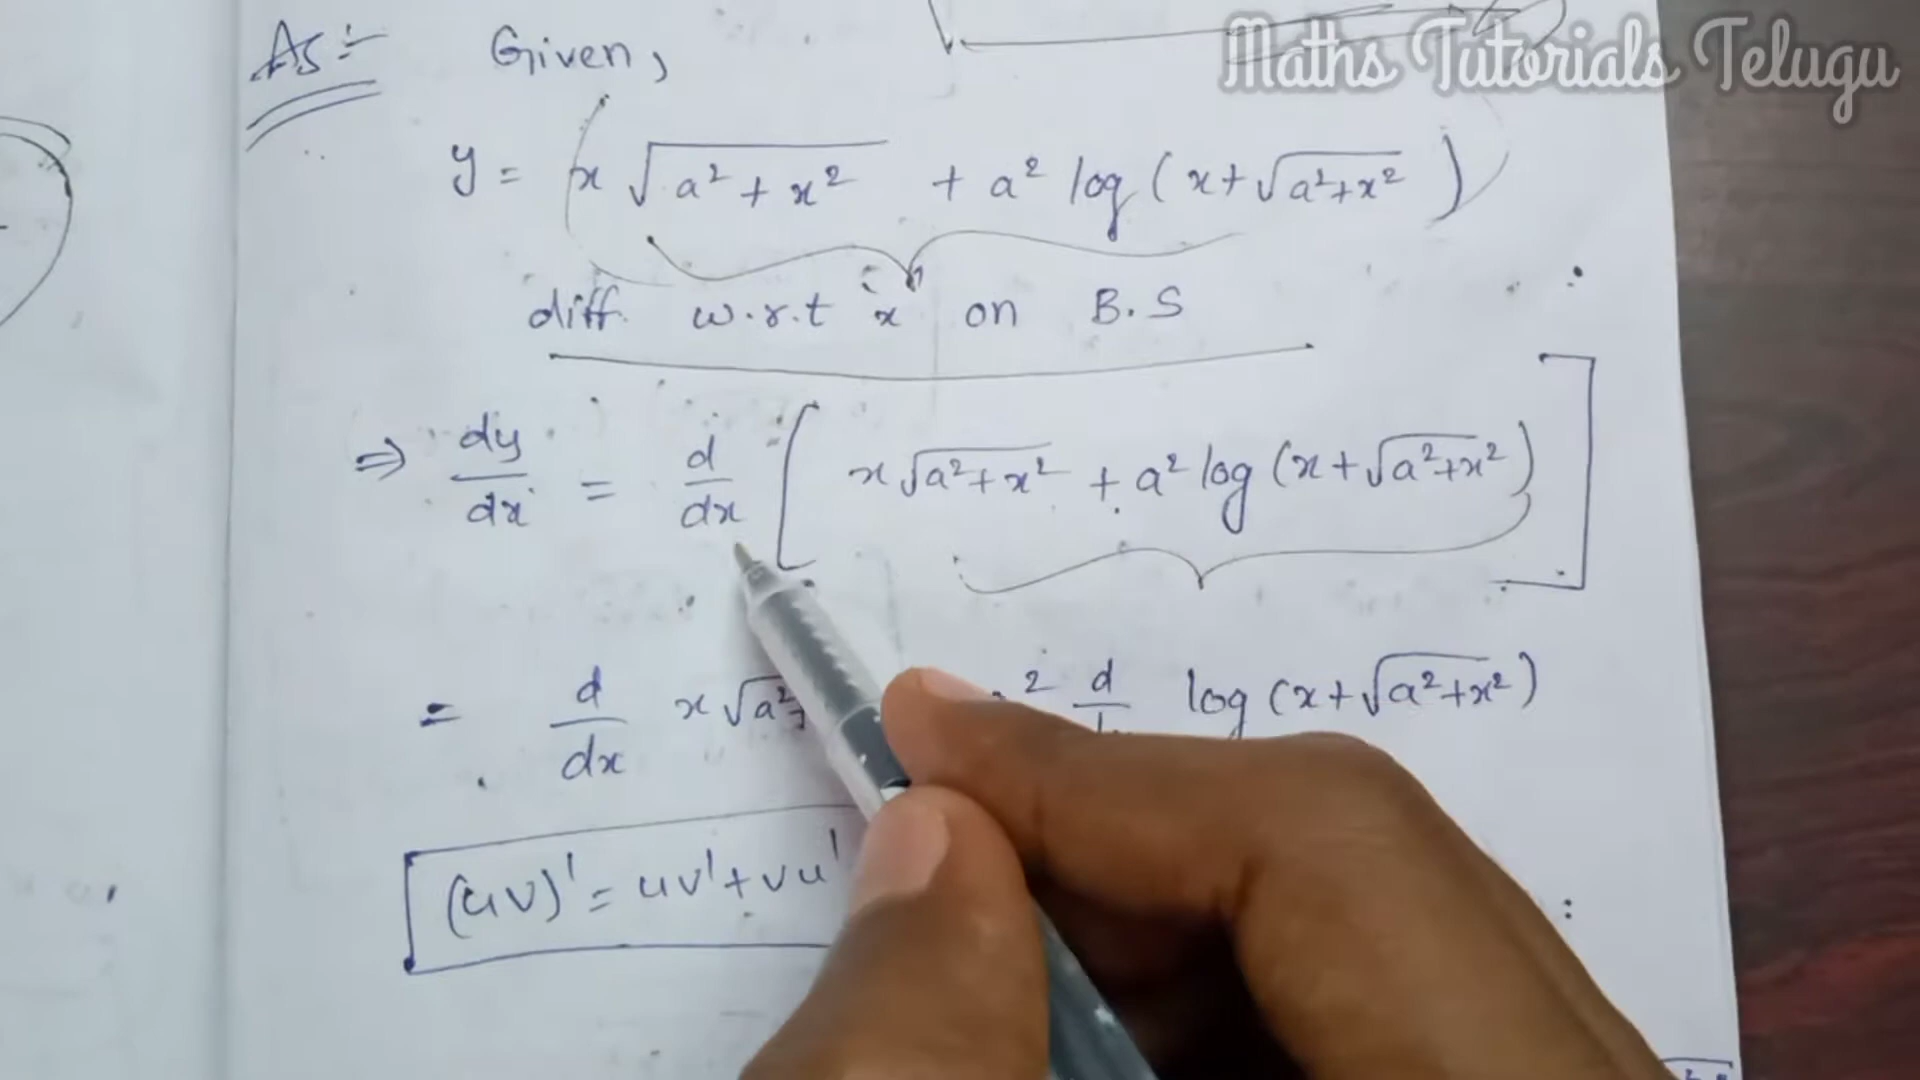 Maths Tutorials Telugu
As:- Given,
y = x √a² + x² + a² log (x+√a²+x² )
diff. w.r.t 'x' on B.S
⇒ dy/dx = d/dx [ x√a²+x² + a² log (x+√a²+x²) ]
= d/dx x√a²+ 2 d log (x+√a²+x²)
(uv)' = uv'+vu'